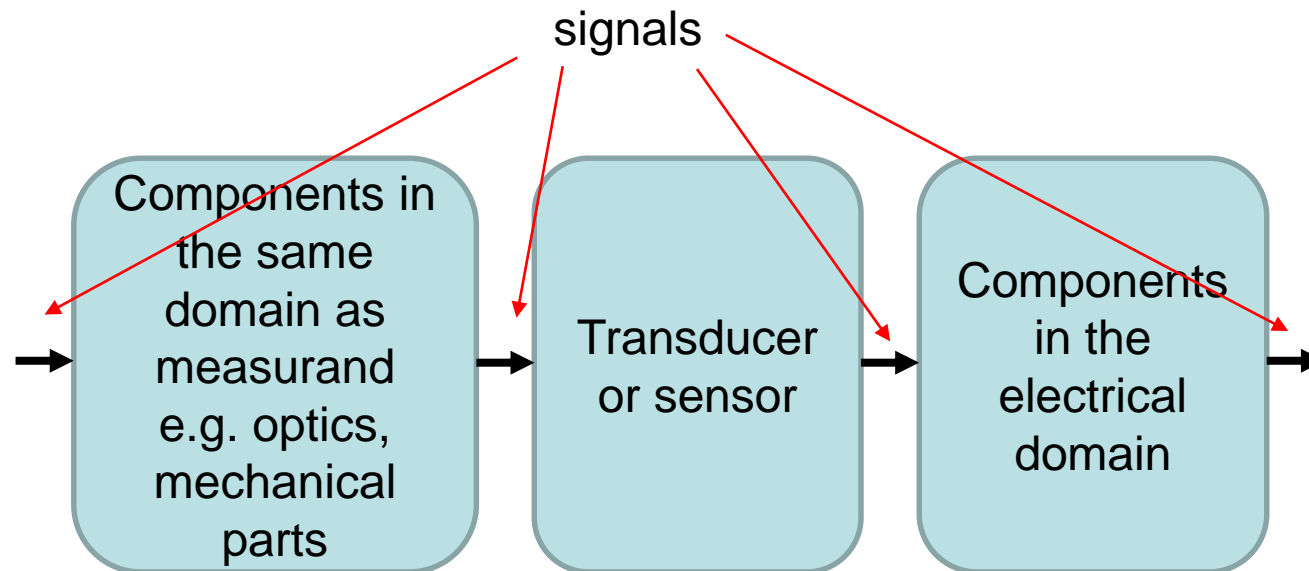 signals
Components in
the same
domain as
measurand
e.g. optics,
mechanical
parts
Transducer
or sensor
Components
in the
electrical
domain